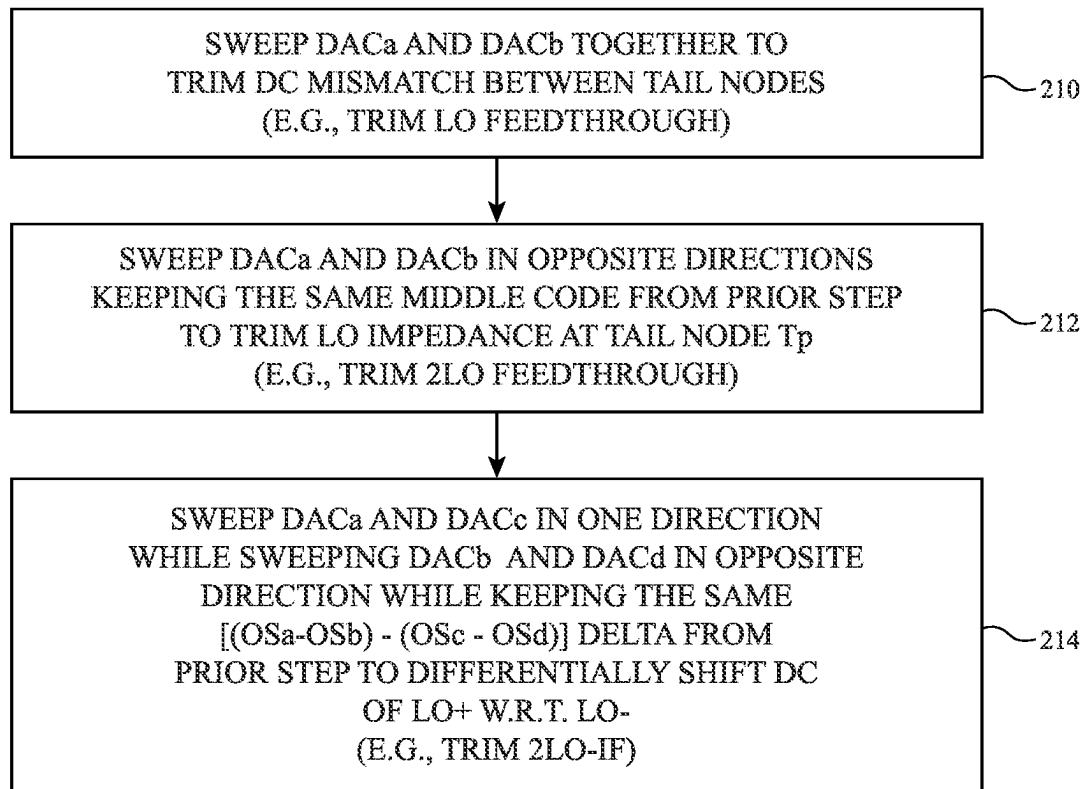 SWEEP DACa AND DACb TOGETHER TO
TRIM DC MISMATCH BETWEEN TAIL NODES
(E.G., TRIM LO FEEDTHROUGH)
210
SWEEP DACa AND DACb IN OPPOSITE DIRECTIONS
KEEPING THE SAME MIDDLE CODE FROM PRIOR STEP
TO TRIM LO IMPEDANCE AT TAIL NODE Tp
(E.G., TRIM 2LO FEEDTHROUGH)
212
SWEEP DACa AND DACc IN ONE DIRECTION
WHILE SWEEPING DACb AND DACd IN OPPOSITE
DIRECTION WHILE KEEPING THE SAME
[(OSa-OSb) - (OSc - OSd)] DELTA FROM
PRIOR STEP TO DIFFERENTIALLY SHIFT DC
OF LO+ W.R.T. LO-
(E.G., TRIM 2LO-IF)
214